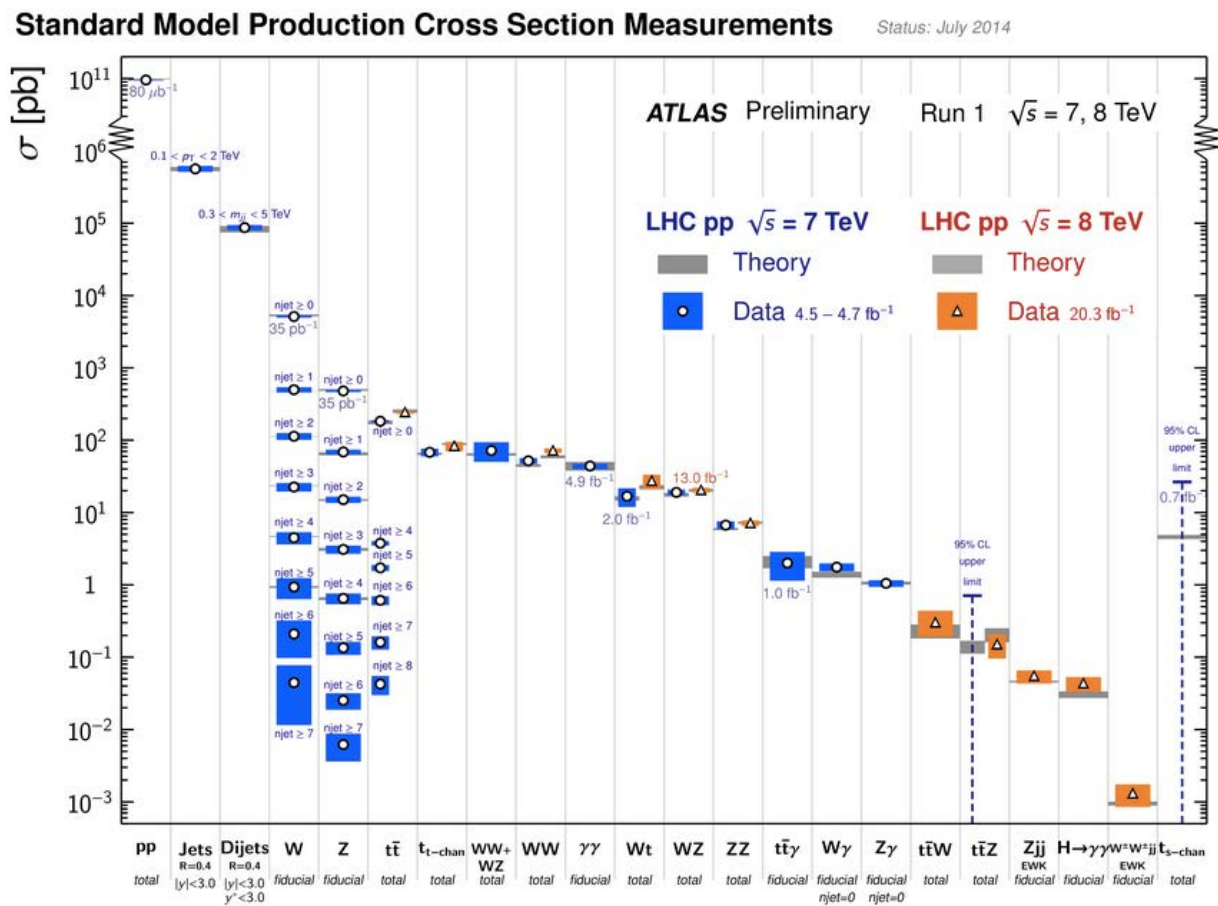 Standard Model Production Cross Section Measurements Status: July 2014
σ [pb]
10¹¹
10⁶
10⁵
10⁴
10³
10²
10¹
1
10⁻¹
10⁻²
10⁻³
ATLAS Preliminary Run 1 √s = 7, 8 TeV
LHC pp √s = 7 TeV
Theory
Data 4.5 − 4.7 fb⁻¹
LHC pp √s = 8 TeV
Theory
Data 20.3 fb⁻¹
80 μb⁻¹
0.1 < pT < 2 TeV
0.3 < mjj < 5 TeV
njet ≥ 0
35 pb⁻¹
njet ≥ 1
njet ≥ 2
njet ≥ 3
njet ≥ 4
njet ≥ 5
njet ≥ 6
njet ≥ 7
njet ≥ 0
35 pb⁻¹
njet ≥ 1
njet ≥ 2
njet ≥ 3
njet ≥ 4
njet ≥ 5
njet ≥ 6
njet ≥ 7
njet ≥ 0
njet ≥ 4
njet ≥ 5
njet ≥ 6
njet ≥ 7
njet ≥ 8
4.9 fb⁻¹
2.0 fb⁻¹
13.0 fb⁻¹
1.0 fb⁻¹
95% CL
upper
limit
95% CL
upper
limit
0.7 fb⁻
pp
total
Jets
R=0.4
|y|<3.0
Dijets
R=0.4
|y|<3.0
y*<3.0
W
fiducial
Z
fiducial
tt̄
fiducial
t t−chan
total
WW+
WZ
total
WW
total
γγ
fiducial
Wt
total
WZ
total
ZZ
total
tt̄γ
fiducial
Wγ
fiducial
njet=0
Zγ
fiducial
njet=0
tt̄W
total
tt̄Z
total
Zjj
EWK
fiducial
H→γγ
fiducial
W±W±jj
EWK
fiducial
t s−chan
total